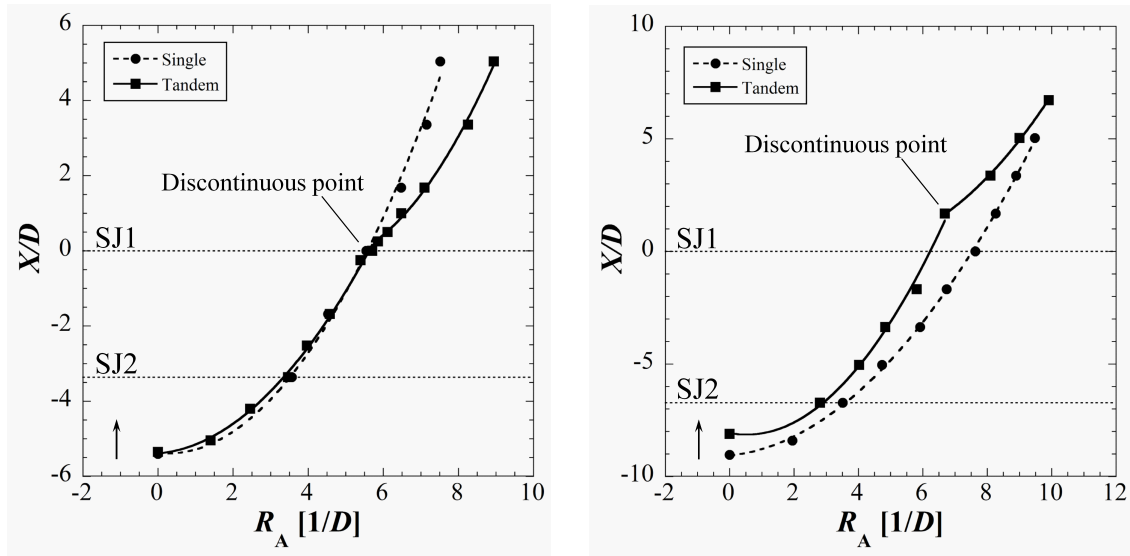 6
4
2
0
-2
-4
-6
X/D
Single
Tandem
Discontinuous point
SJ1
SJ2
-2 0 2 4 6 8 10
R_A [1/D]
10
5
0
-5
-10
X/D
Single
Tandem
Discontinuous point
SJ1
SJ2
-2 0 2 4 6 8 10 12
R_A [1/D]